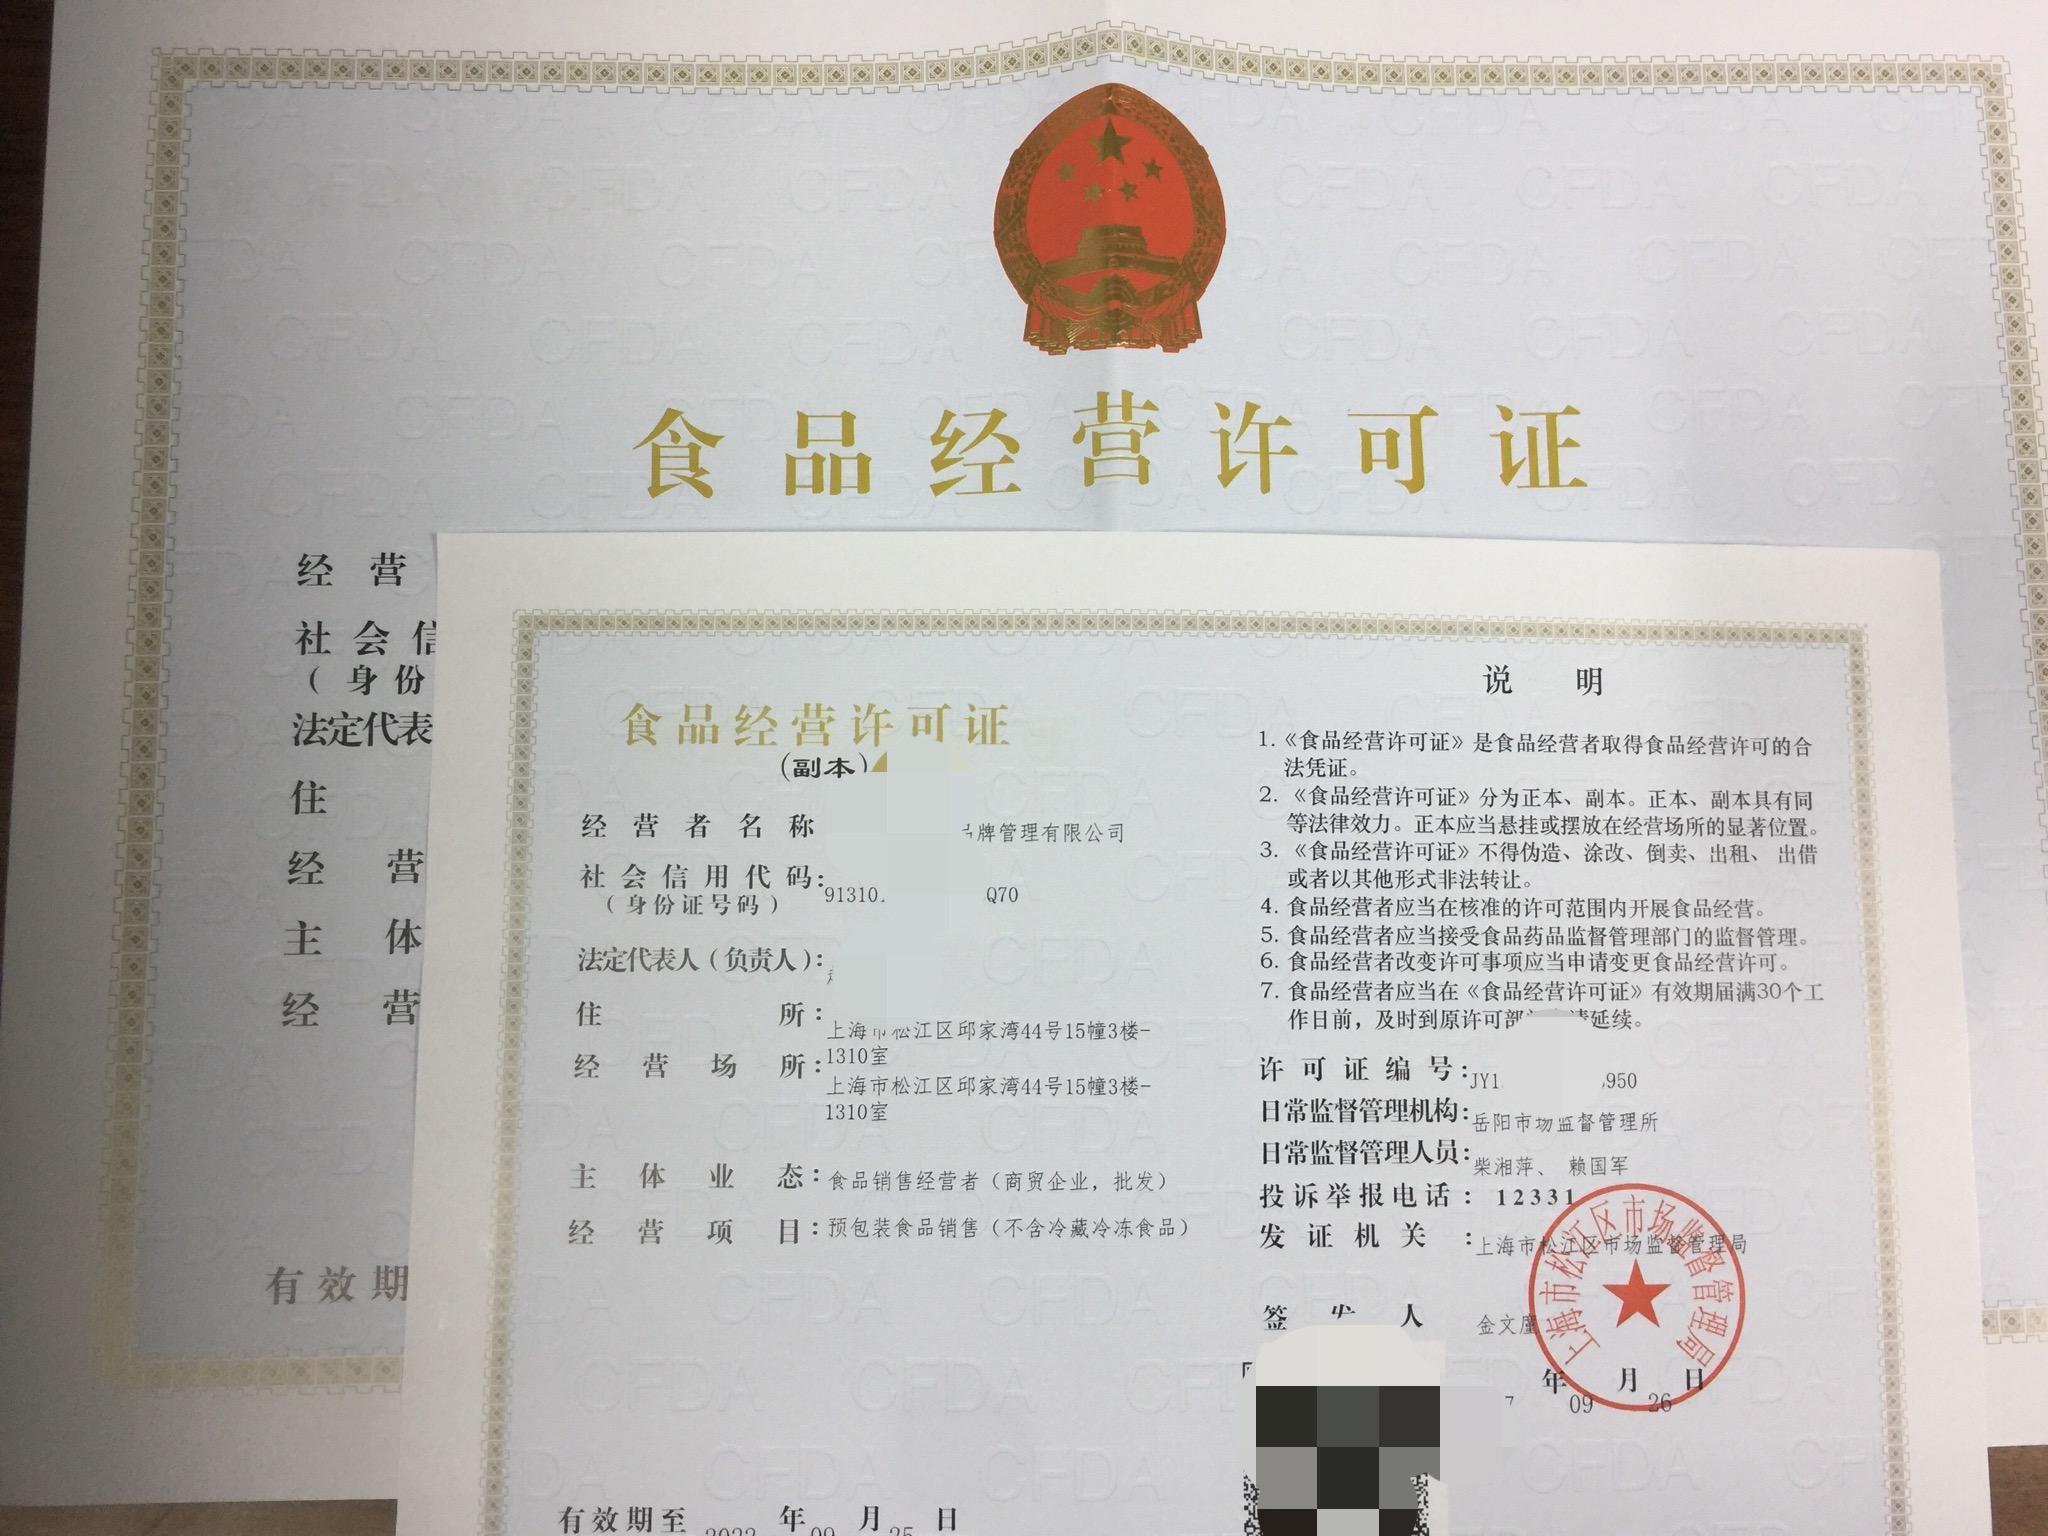 食品经营许可证
经营
社会信
（身份
法定代表
住
经营
主体
经营
有效期
食品经营许可证
（副本）
经营者名称
牌管理有限公司
社会信用代码：
（身份证号码）
91310
Q70
法定代表人（负责人）：
住所：
上海市松江区邱家湾44号15幢3楼-
1310室
经营场所：
上海市松江区邱家湾44号15幢3楼-
1310室
主体业态：食品销售经营者（商贸企业，批发）
经营项目：预包装食品销售（不含冷藏冷冻食品）
有效期至 2022 年 09 月 25 日
说明
1.《食品经营许可证》是食品经营者取得食品经营许可的合
法凭证。
2.《食品经营许可证》分为正本、副本。正本、副本具有同
等法律效力。正本应当悬挂或摆放在经营场所的显著位置。
3.《食品经营许可证》不得伪造、涂改、倒卖、出租、出借
或者以其他形式非法转让。
4. 食品经营者应当在核准的许可范围内开展食品经营。
5. 食品经营者应当接受食品药品监督管理部门的监督管理。
6. 食品经营者改变许可事项应当申请变更食品经营许可。
7. 食品经营者应当在《食品经营许可证》有效期届满30个工
作日前，及时到原许可部 请延续。
许可证编号：JY1 950
日常监督管理机构：岳阳市场监督管理所
日常监督管理人员：柴湘萍、 赖国军
投诉举报电话：12331
发证机关：上海市松江区市场监督管理局
签发人 金文
7 年 09 月 26 日
上海市松江区市场监督管理局